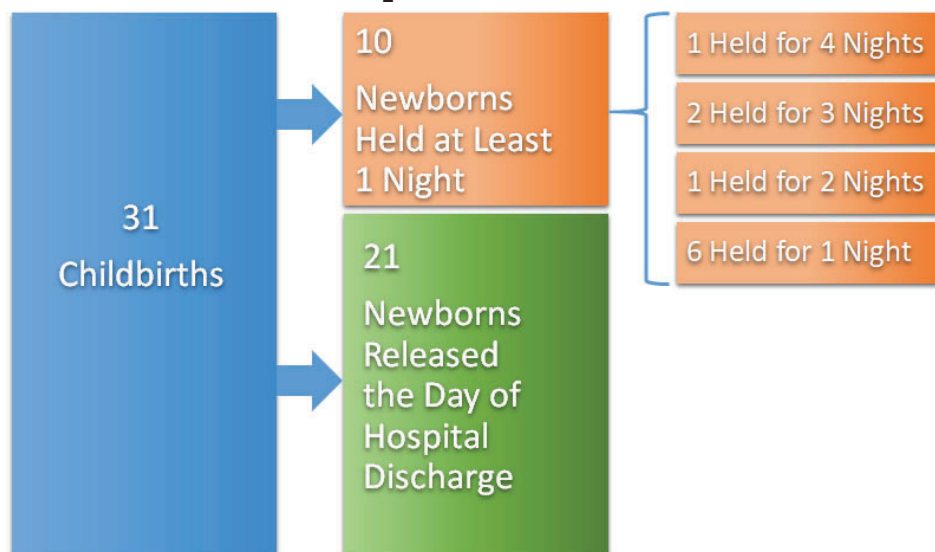 31
Childbirths
10
Newborns
Held at Least
1 Night
21
Newborns
Released
the Day of
Hospital
Discharge
1 Held for 4 Nights
2 Held for 3 Nights
1 Held for 2 Nights
6 Held for 1 Night